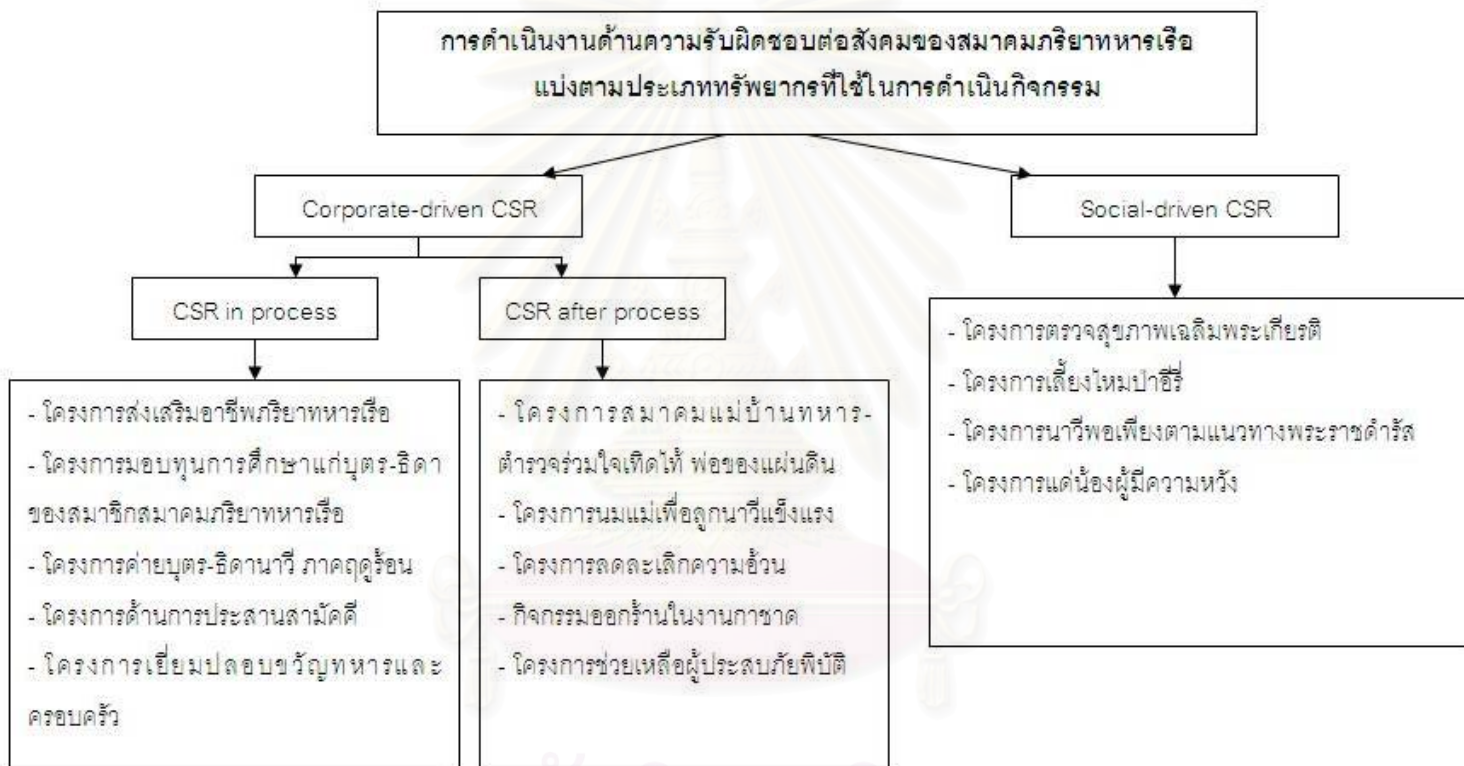 การดำเนินงานด้านความรับผิดชอบต่อสังคมของสมาคมภริยาทหารเรือ
แบ่งตามประเภททรัพยากรที่ใช้ในการดำเนินกิจกรรม
Corporate-driven CSR
Social-driven CSR
CSR in process
CSR after process
- โครงการส่งเสริมอาชีพภริยาทหารเรือ
- โครงการมอบทุนการศึกษาแก่บุตร-ธิดา
ของสมาชิกสมาคมภริยาทหารเรือ
- โครงการค่ายบุตร-ธิดานาวี ภาคฤดูร้อน
- โครงการด้านการประสานสามัคคี
- โครงการเยี่ยมปลอบขวัญทหารและ
ครอบครัว
- โครงการสมาคมแม่บ้านทหาร-
ตำรวจร่วมใจเทิดไท้ พ่อของแผ่นดิน
- โครงการนมแม่เพื่อลูกนาวีแข็งแรง
- โครงการลดละเลิกความอ้วน
- กิจกรรมออกร้านในงานกาชาด
- โครงการช่วยเหลือผู้ประสบภัยพิบัติ
- โครงการตรวจสุขภาพเฉลิมพระเกียรติ
- โครงการเลี้ยงไหมป่าอีรี่
- โครงการนาวีพอเพียงตามแนวทางพระราชดำรัส
- โครงการแด่น้องผู้มีความหวัง